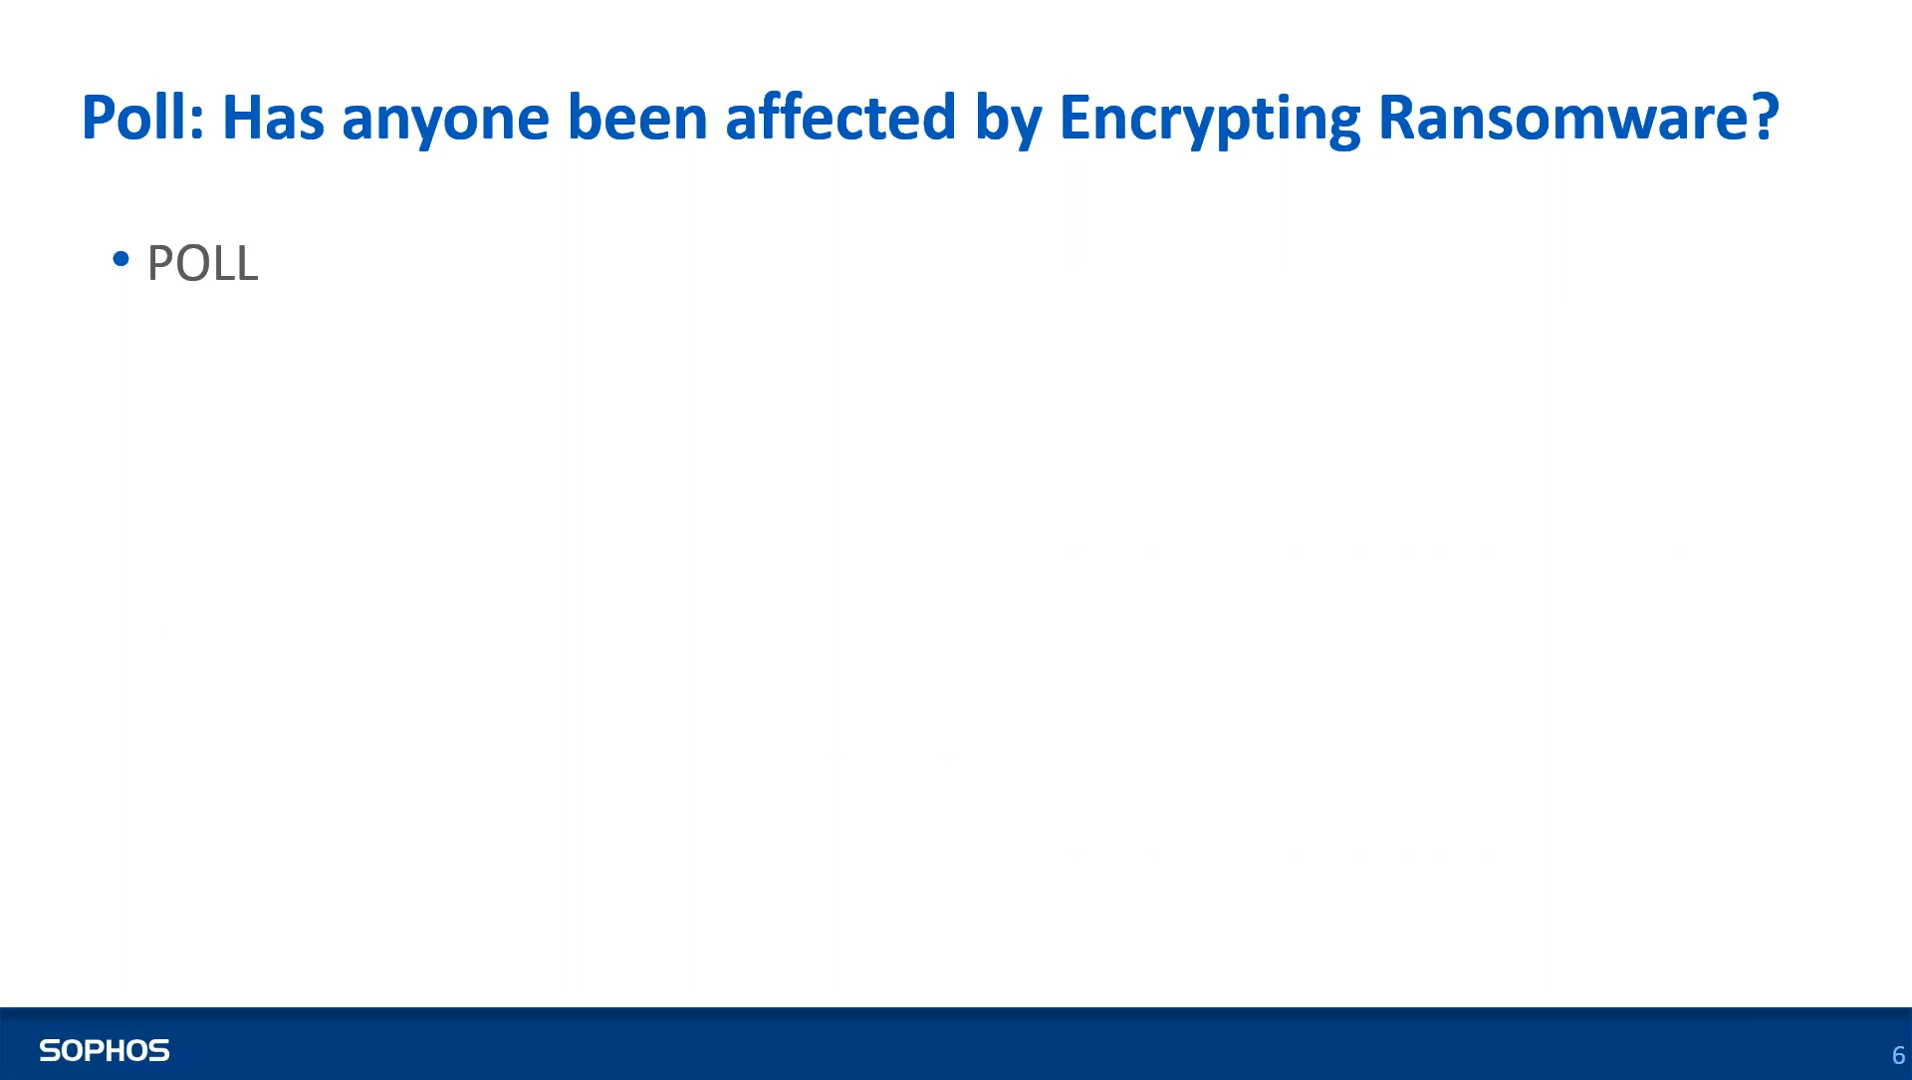 Poll: Has anyone been affected by Encrypting Ransomware?
• POLL
SOPHOS
6